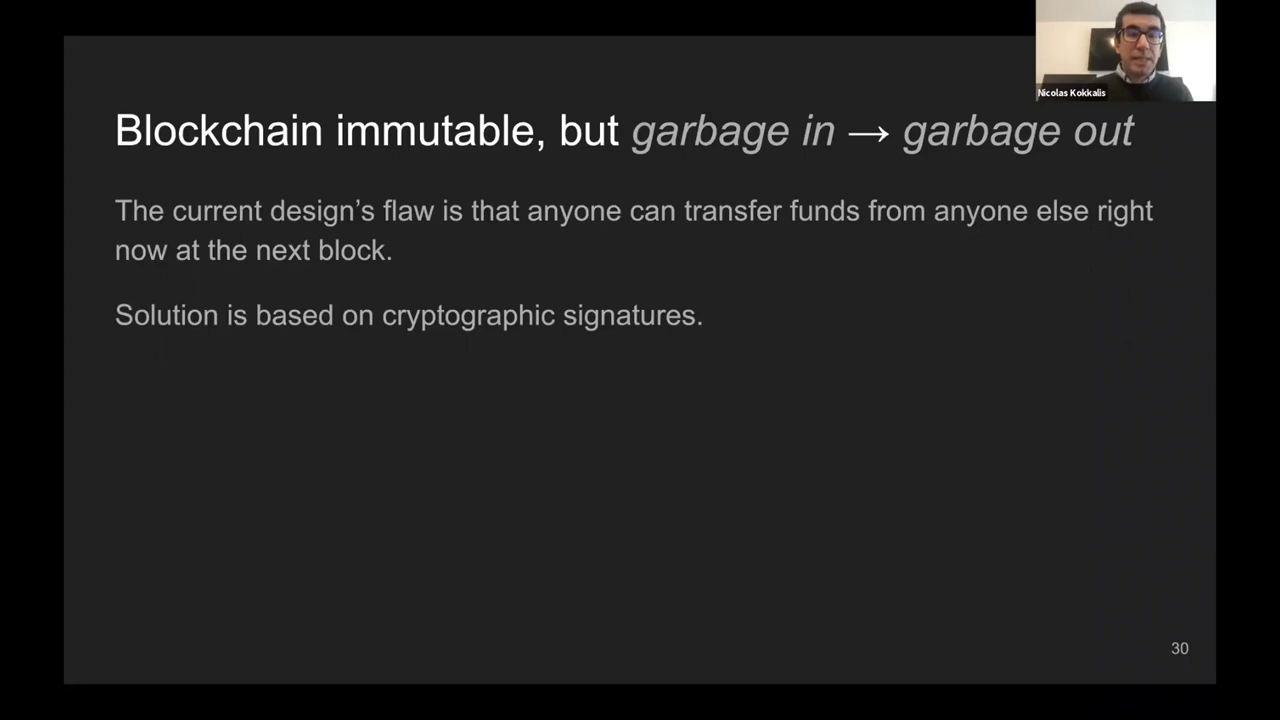 Nicolas Kokkalis
Blockchain immutable, but garbage in → garbage out
The current design’s flaw is that anyone can transfer funds from anyone else right
now at the next block.
Solution is based on cryptographic signatures.
30